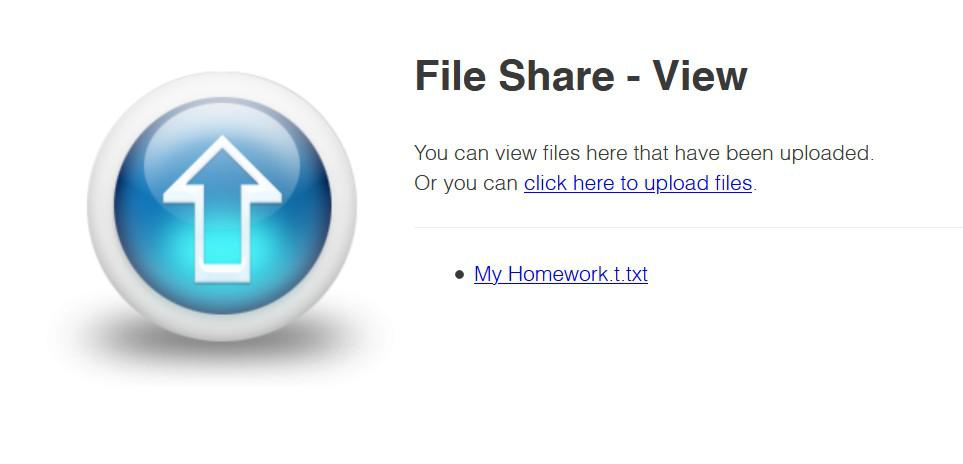 File Share - View
You can view files here that have been uploaded.
Or you can click here to upload files.
My Homework.t.txt